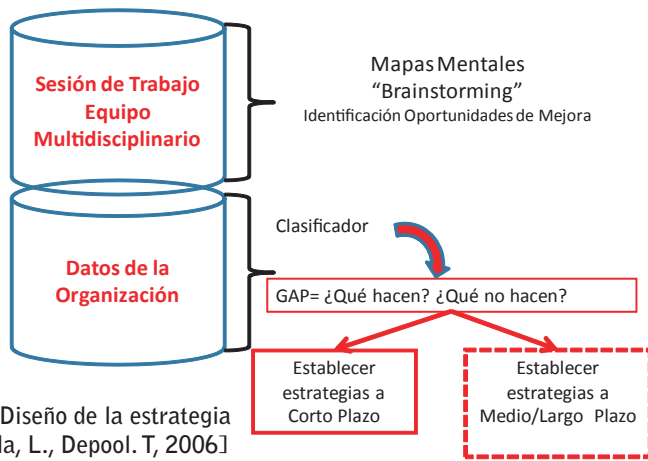 Sesión de Trabajo
Equipo
Multidisciplinario
Mapas Mentales
“Brainstorming”
Identificación Oportunidades de Mejora
Datos de la
Organización
Clasificador
GAP= ¿Qué hacen? ¿Qué no hacen?
Establecer
estrategias a
Corto Plazo
Establecer
estrategias a
Medio/Largo Plazo
Diseño de la estrategia
L., Depool. T, 2006]